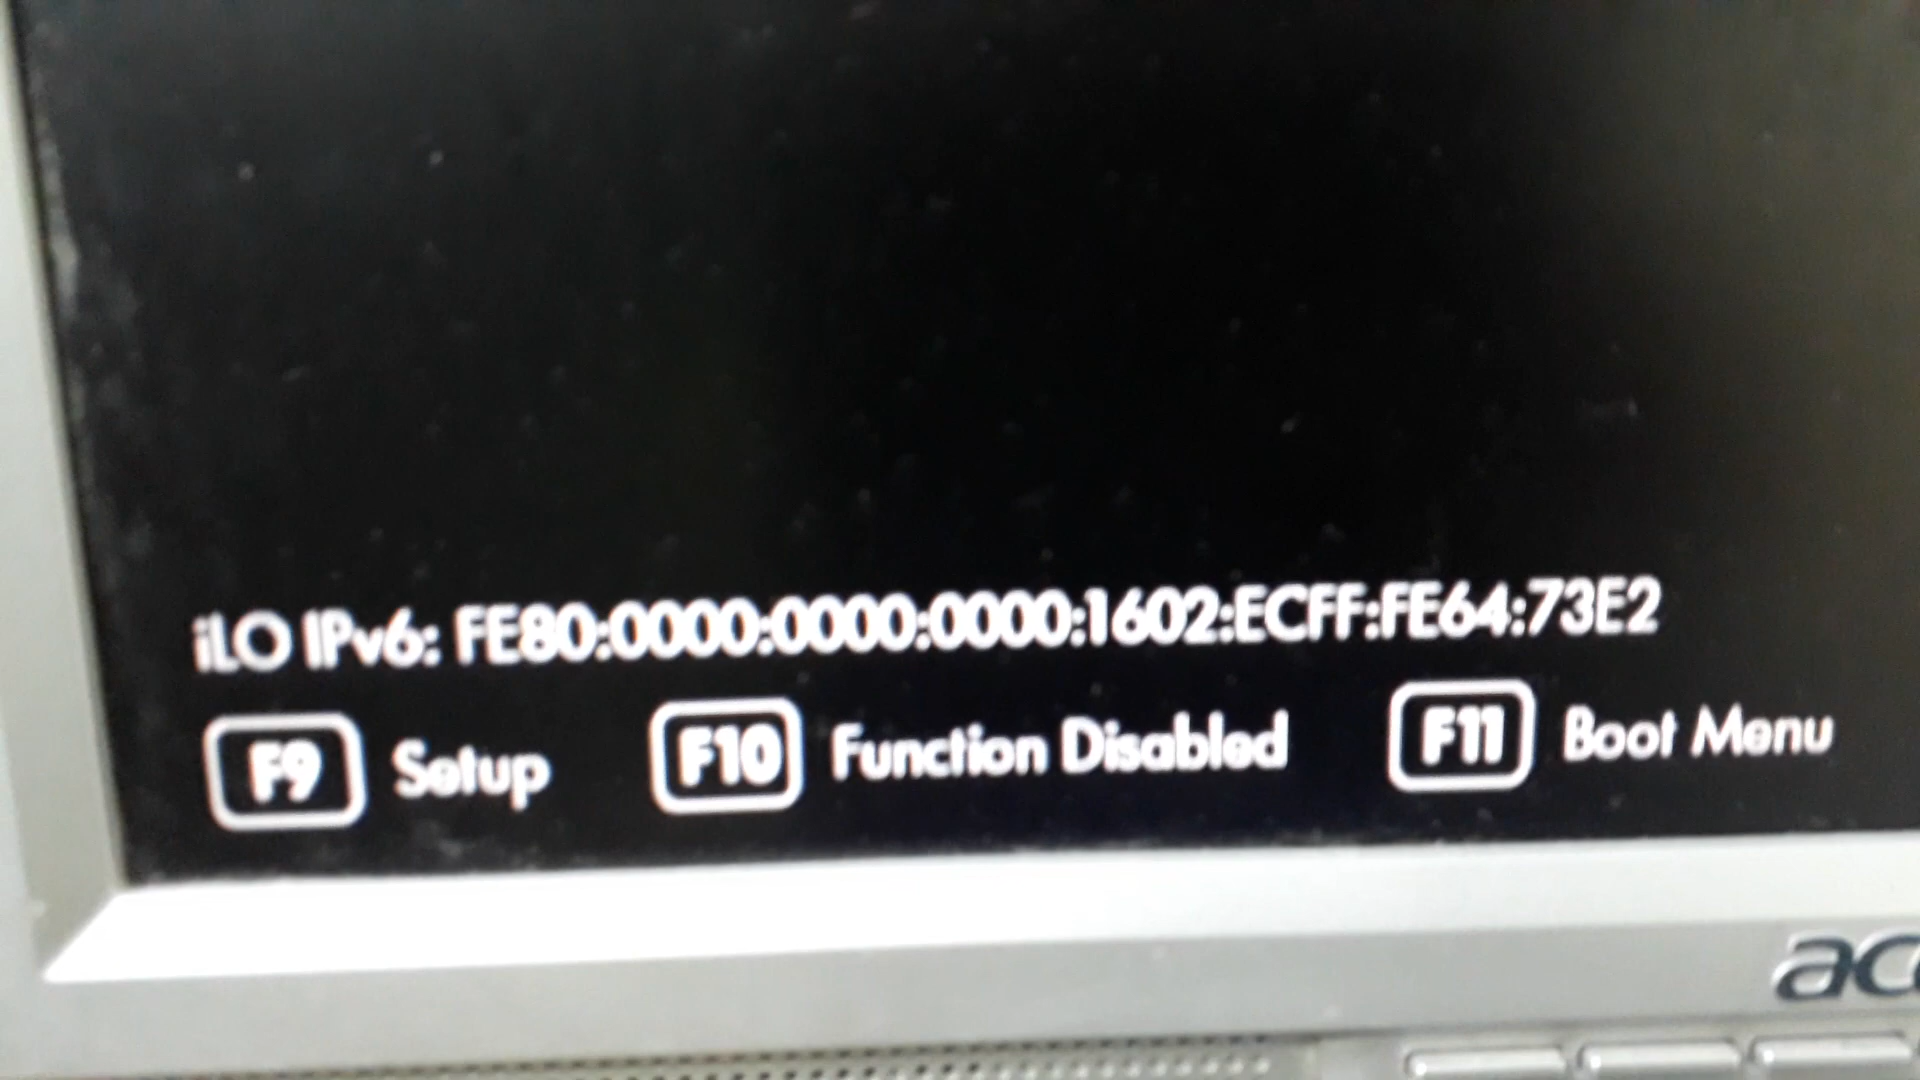 iLO IPv6: FE80:0000:0000:0000:1602:ECFF:FE64:73E2
F9 Setup F10 Function Disabled F11 Boot Menu